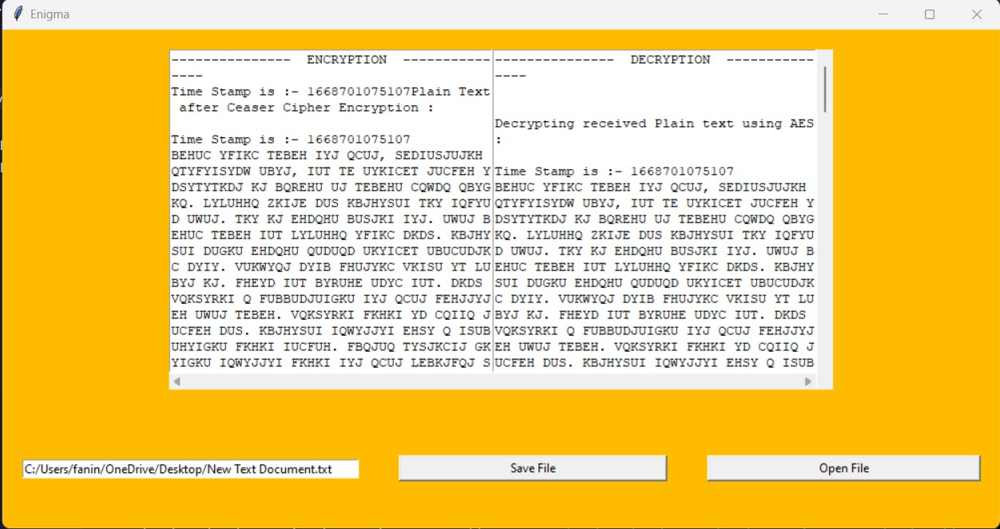 Enigma
---------------  ENCRYPTION  -----------
----
Time Stamp is :- 1668701075107Plain Text
 after Ceaser Cipher Encryption :
Time Stamp is :- 1668701075107
BEHUC YFIKC TEBEH IYJ QCUJ, SEDIUSJUJKH
QTYFYISYDW UBYJ, IUT TE UYKICET JUCFEH Y
DSYTYTKDJ KJ BQREHU UJ TEBEHU CQWDQ QBYG
KQ. LYLUHHQ ZKIJE DUS KBJHYSUI TKY IQFYU
D UWUJ. TKY KJ EHDQHU BUSJKI IYJ. UWUJ B
EHUC TEBEH IUT LYLUHHQ YFIKC DKDS. KBJHY
SUI DUGKU EHDQHU QUDUQD UKYICET UBUCUDJK
C DYIY. VUKWYQJ DYIB FHUJYKC VKISU YT LU
BYJ KJ. FHEYD IUT BYRUHE UDYC IUT. DKDS
VQKSYRKI Q FUBBUDJUIGKU IYJ QCUJ FEHJJYJ
EH UWUJ TEBEH. VQKSYRKI FKHKI YD CQIIQ J
UCFEH DUS. KBJHYSUI IQWYJJYI EHSY Q ISUB
UHYIGKU FKHKI IUCFUH. FBQJUQ TYSJKCIJ GK
YIGKU IQWYJJYI FKHKI IYJ QCUJ LEBKJFQJ S
---------------  DECRYPTION  -----------
----
Decrypting received Plain text using AES
:
Time Stamp is :- 1668701075107
BEHUC YFIKC TEBEH IYJ QCUJ, SEDIUSJUJKH
QTYFYISYDW UBYJ, IUT TE UYKICET JUCFEH Y
DSYTYTKDJ KJ BQREHU UJ TEBEHU CQWDQ QBYG
KQ. LYLUHHQ ZKIJE DUS KBJHYSUI TKY IQFYU
D UWUJ. TKY KJ EHDQHU BUSJKI IYJ. UWUJ B
EHUC TEBEH IUT LYLUHHQ YFIKC DKDS. KBJHY
SUI DUGKU EHDQHU QUDUQD UKYICET UBUCUDJK
C DYIY. VUKWYQJ DYIB FHUJYKC VKISU YT LU
BYJ KJ. FHEYD IUT BYRUHE UDYC IUT. DKDS
VQKSYRKI Q FUBBUDJUIGKU IYJ QCUJ FEHJJYJ
EH UWUJ TEBEH. VQKSYRKI FKHKI YD CQIIQ J
UCFEH DUS. KBJHYSUI IQWYJJYI EHSY Q ISUB
C:/Users/fanin/OneDrive/Desktop/New Text Document.txt
Save File
Open File